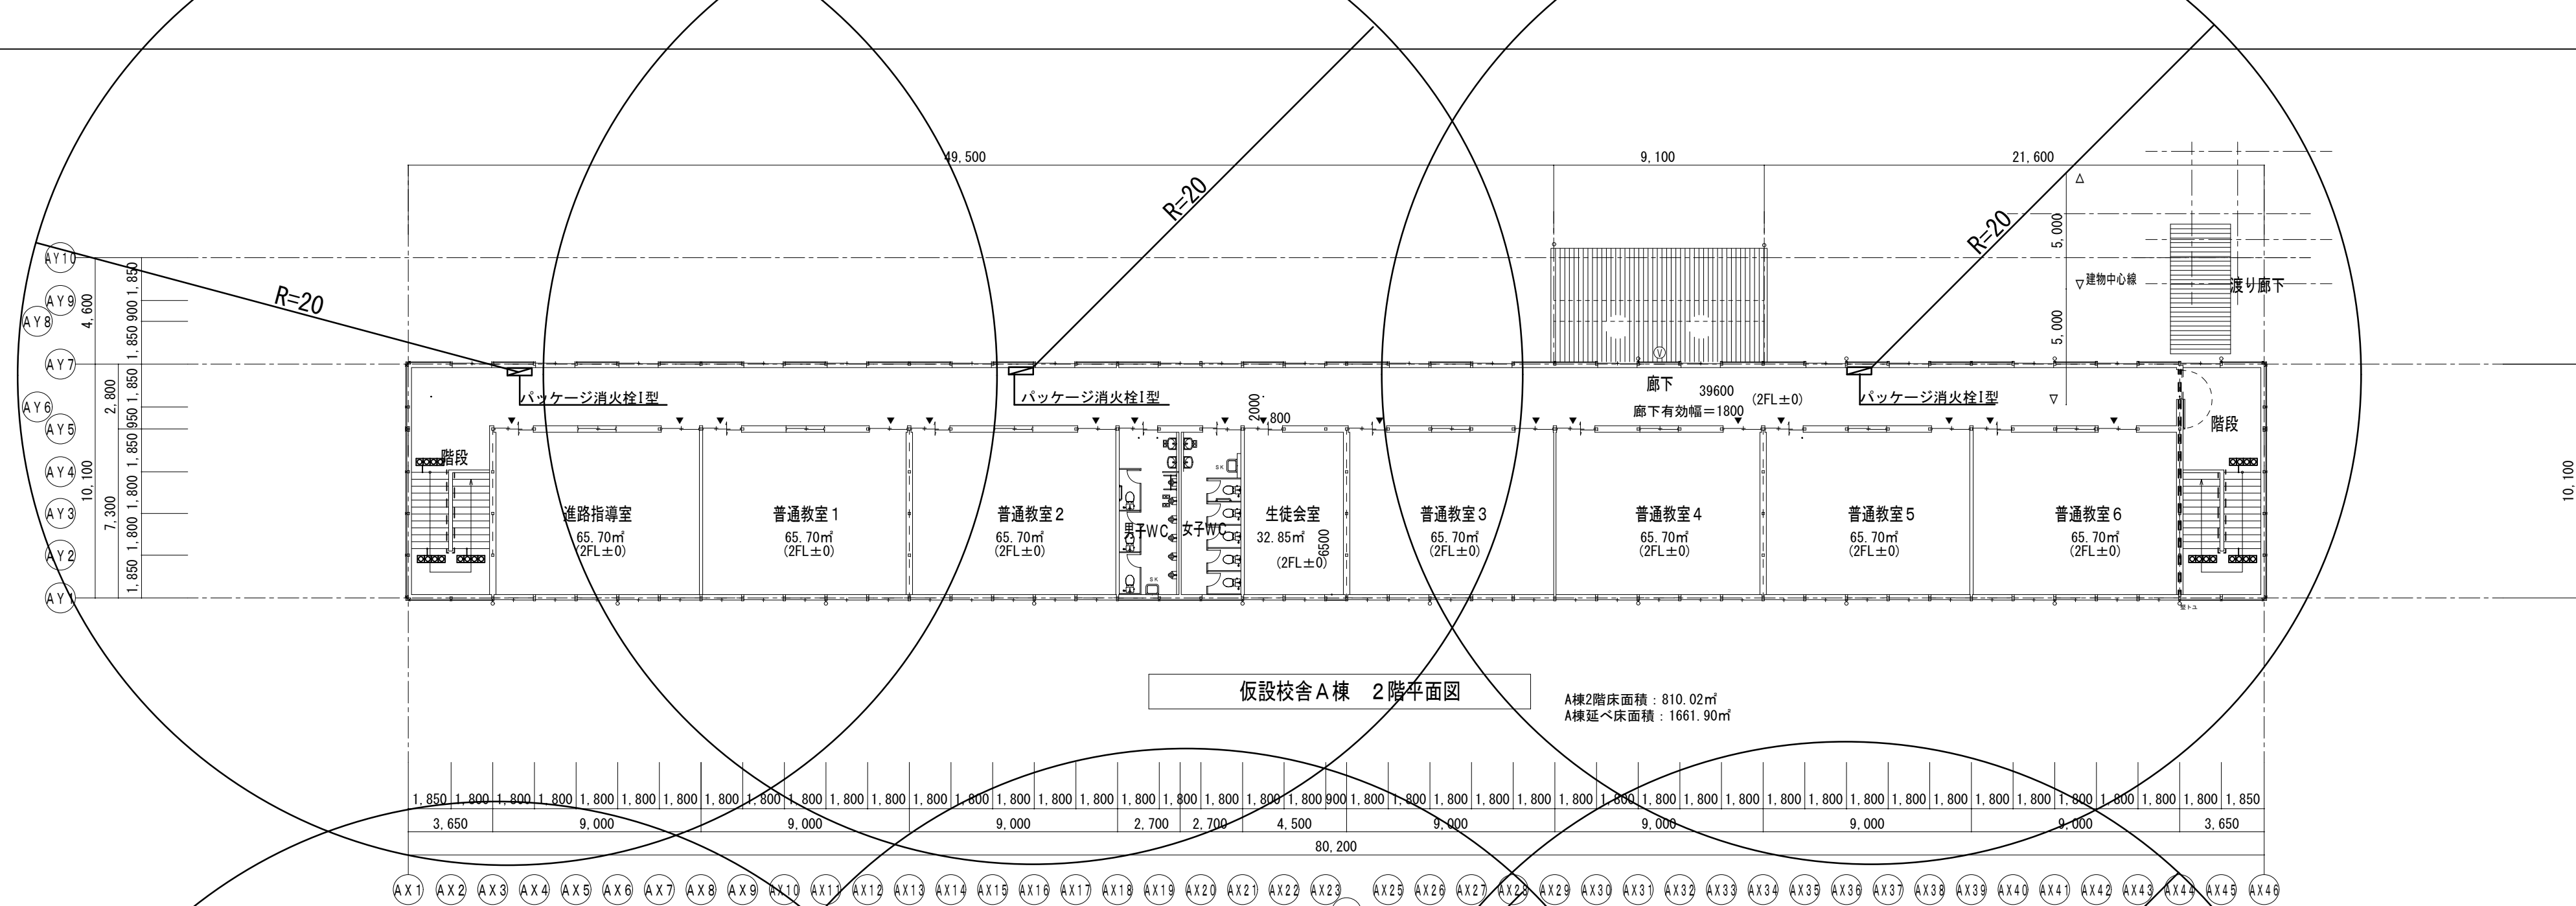 49,500
9,100
21,600
R=20
R=20
R=20
5,000
建物中心線
渡り廊下
5,000
AY10
AY9
AY8
AY7
AY6
AY5
AY4
AY3
AY2
AY1
4,600
2,800
10,100
7,300
1,850
900
1,850
1,850
950
1,850
1,800
1,800
1,850
パッケージ消火栓I型
パッケージ消火栓I型
パッケージ消火栓I型
廊下
39600
(2FL±0)
廊下有効幅=1800
2000
800
V
階段
階段
進路指導室
65.70㎡
(2FL±0)
普通教室1
65.70㎡
(2FL±0)
普通教室2
65.70㎡
(2FL±0)
男子WC
女子WC
SK
SK
生徒会室
32.85㎡
(2FL±0)
6500
普通教室3
65.70㎡
(2FL±0)
普通教室4
65.70㎡
(2FL±0)
普通教室5
65.70㎡
(2FL±0)
普通教室6
65.70㎡
(2FL±0)
10,100
仮設校舎A棟 2階平面図
A棟2階床面積:810.02㎡
A棟延べ床面積:1661.90㎡
1,850 1,800 1,800 1,800 1,800 1,800 1,800 1,800 1,800 1,800 1,800 1,800 1,800 1,800 1,800 1,800 1,800 1,800 1,800 1,800 1,800 1,800 900 1,800 1,800 1,800 1,800 1,800 1,800 1,800 1,800 1,800 1,800 1,800 1,800 1,800 1,800 1,800 1,800 1,800 1,800 1,800 1,800 1,850
3,650 9,000 9,000 9,000 2,700 2,700 4,500 9,000 9,000 9,000 9,000 3,650
80,200
AX1 AX2 AX3 AX4 AX5 AX6 AX7 AX8 AX9 AX10 AX11 AX12 AX13 AX14 AX15 AX16 AX17 AX18 AX19 AX20 AX21 AX22 AX23 AX25 AX26 AX27 AX28 AX29 AX30 AX31 AX32 AX33 AX34 AX35 AX36 AX37 AX38 AX39 AX40 AX41 AX42 AX43 AX44 AX45 AX46